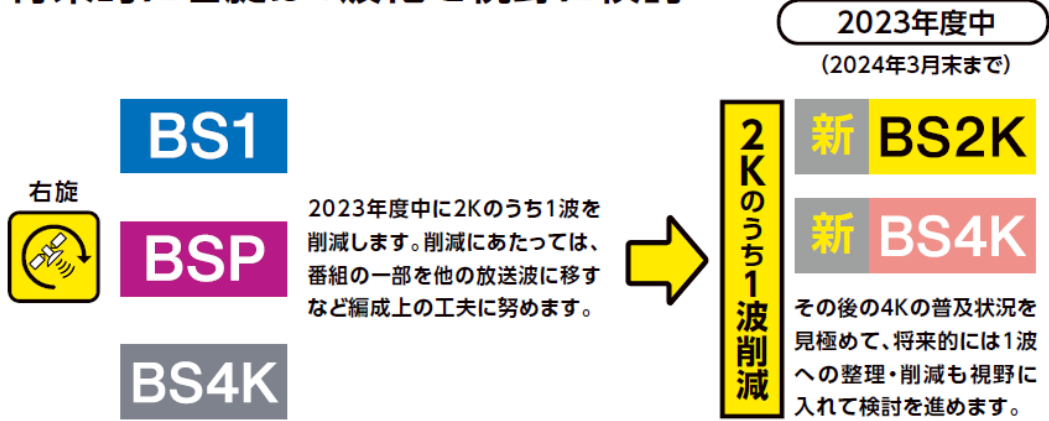 2023年度中
(2024年3月末まで)
右旋
BS1
BSP
BS4K
2023年度中に2Kのうち1波を
削減します。削減にあたっては、
番組の一部を他の放送波に移す
など編成上の工夫に努めます。
2Kのうち1波削減
新 BS2K
新 BS4K
その後の4Kの普及状況を
見極めて、将来的には1波
への整理・削減も視野に
入れて検討を進めます。